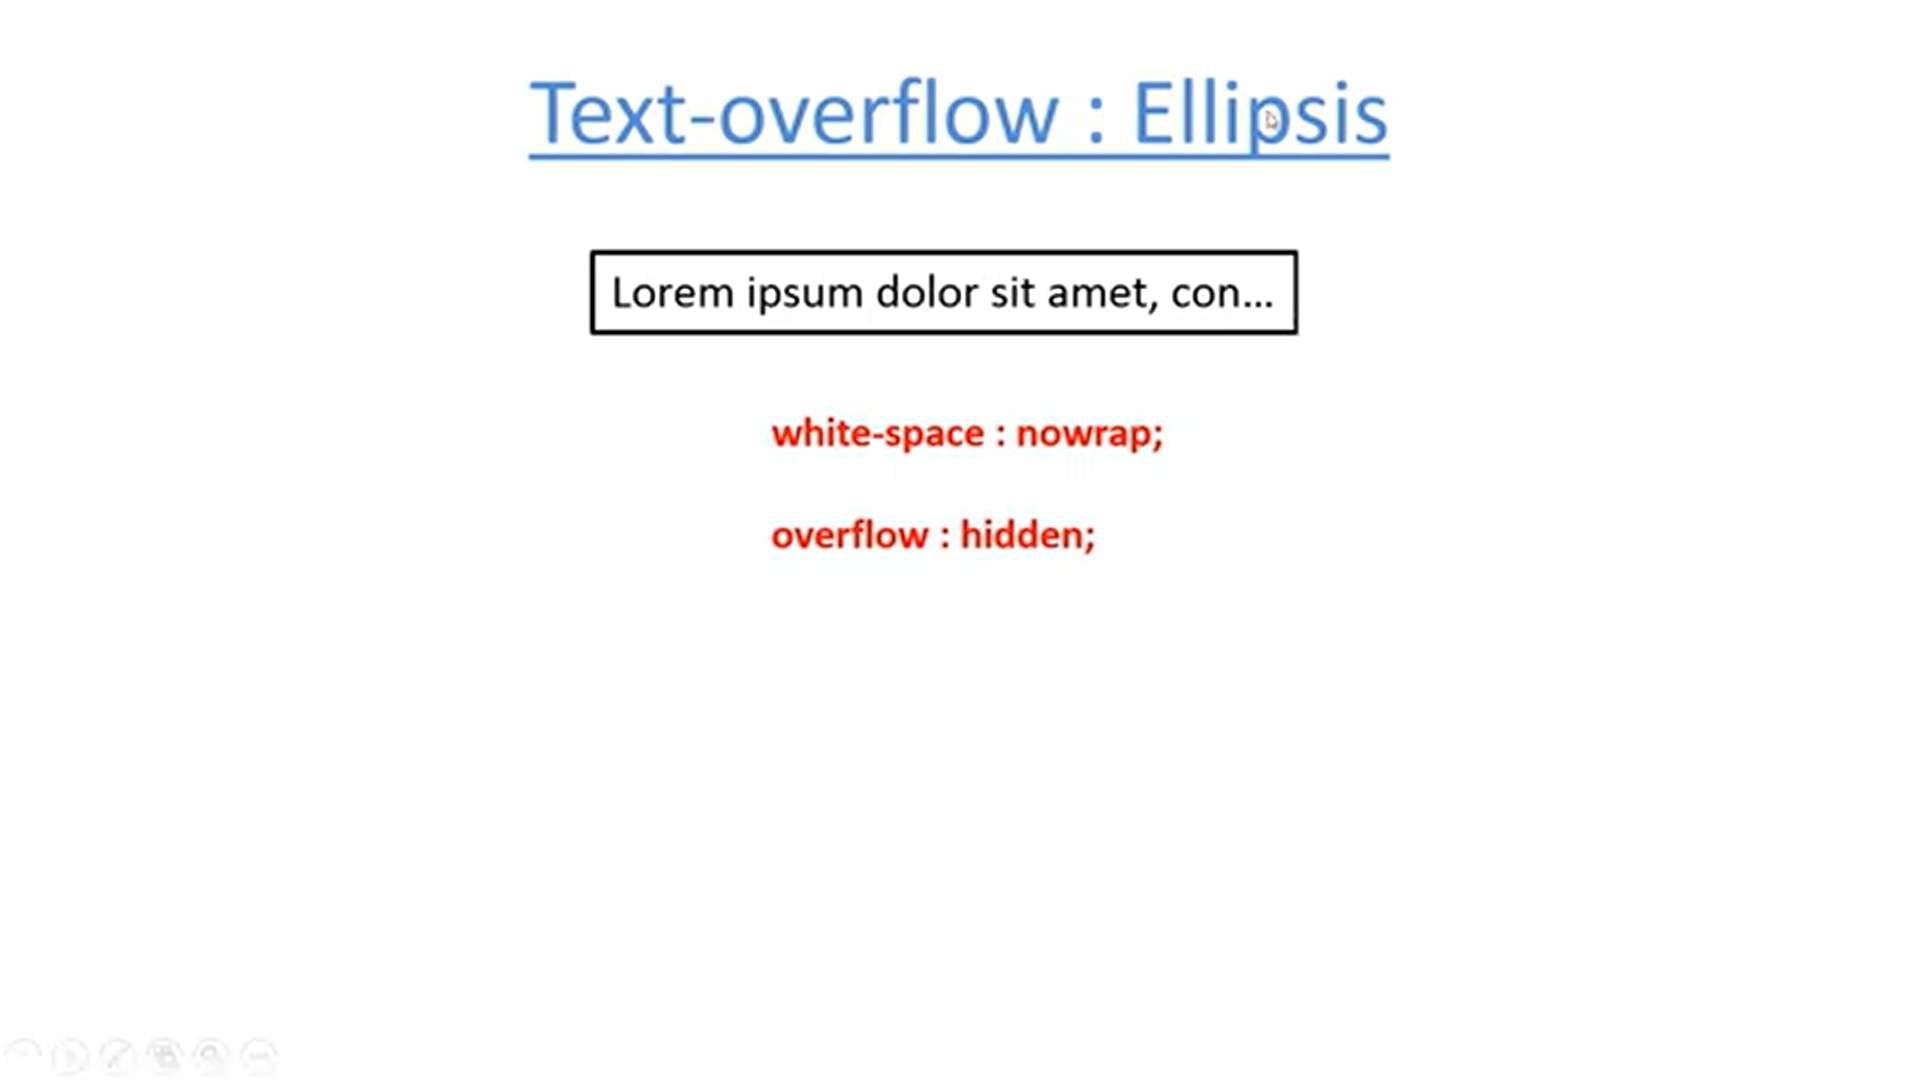 Text-overflow : Ellipsis
Lorem ipsum dolor sit amet, con...
white-space : nowrap;
overflow : hidden;